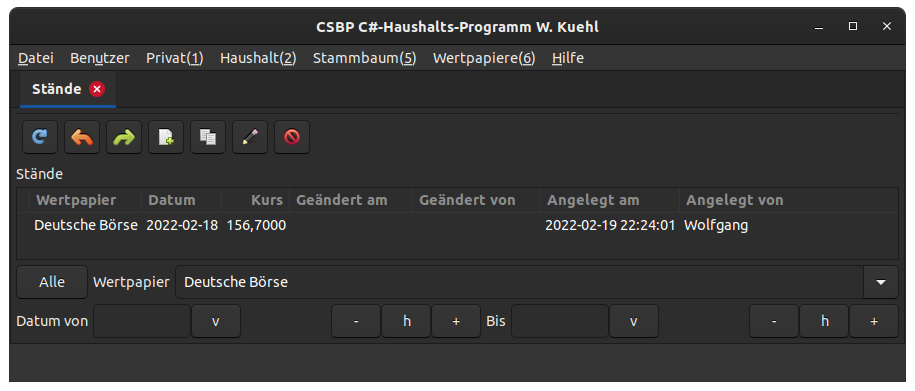 CSBP C#-Haushalts-Programm W. Kuehl
Datei Benutzer Privat(1) Haushalt(2) Stammbaum(5) Wertpapiere(6) Hilfe
Stände
Stände
Wertpapier Datum Kurs Geändert am Geändert von Angelegt am Angelegt von
Deutsche Börse 2022-02-18 156,7000 2022-02-19 22:24:01 Wolfgang
Alle Wertpapier Deutsche Börse
Datum von v - h + Bis v - h +